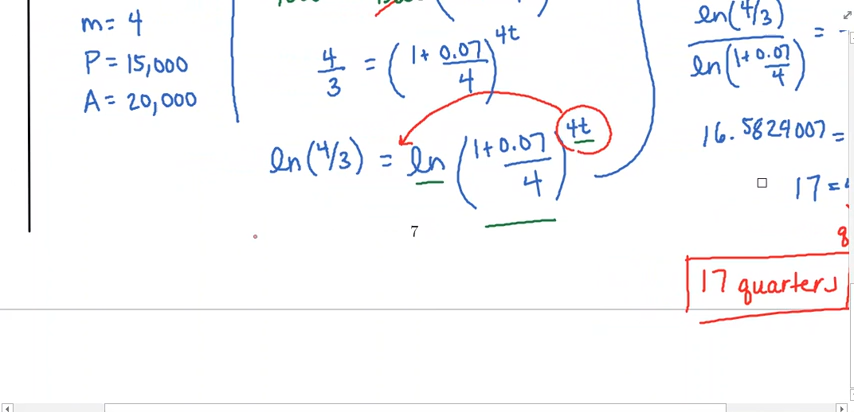 m = 4
P = 15,000
A = 20,000
4/3 = (1 + 0.07/4)^4t
ln(4/3) = ln(1 + 0.07/4)^4t
7
ln(4/3)/ln(1 + 0.07/4) =
16.5829007 =
17 =
17 quarters